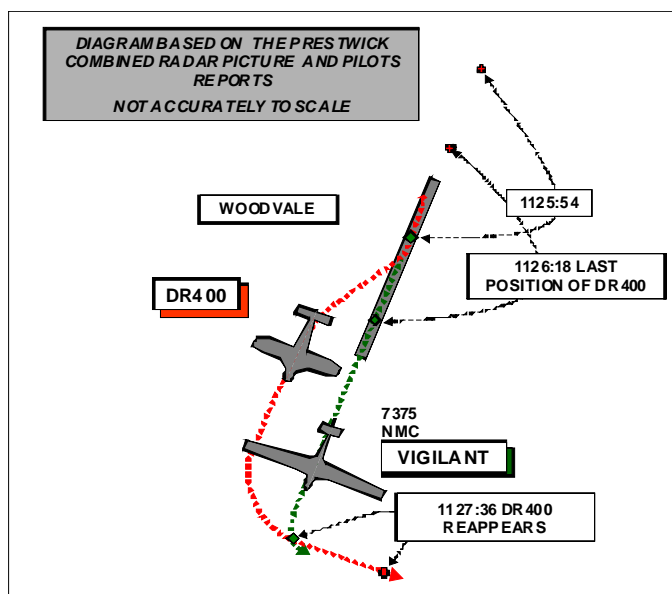 DIAGRAM BASED ON THE PRESTWICK
COMBINED RADAR PICTURE AND PILOTS
REPORTS
NOT ACCURATELY TO SCALE
WOODVALE
1125:54
1126:18 LAST
POSITION OF DR400
DR400
7375
NMC
VIGILANT
1127:36 DR400
REAPPEARS